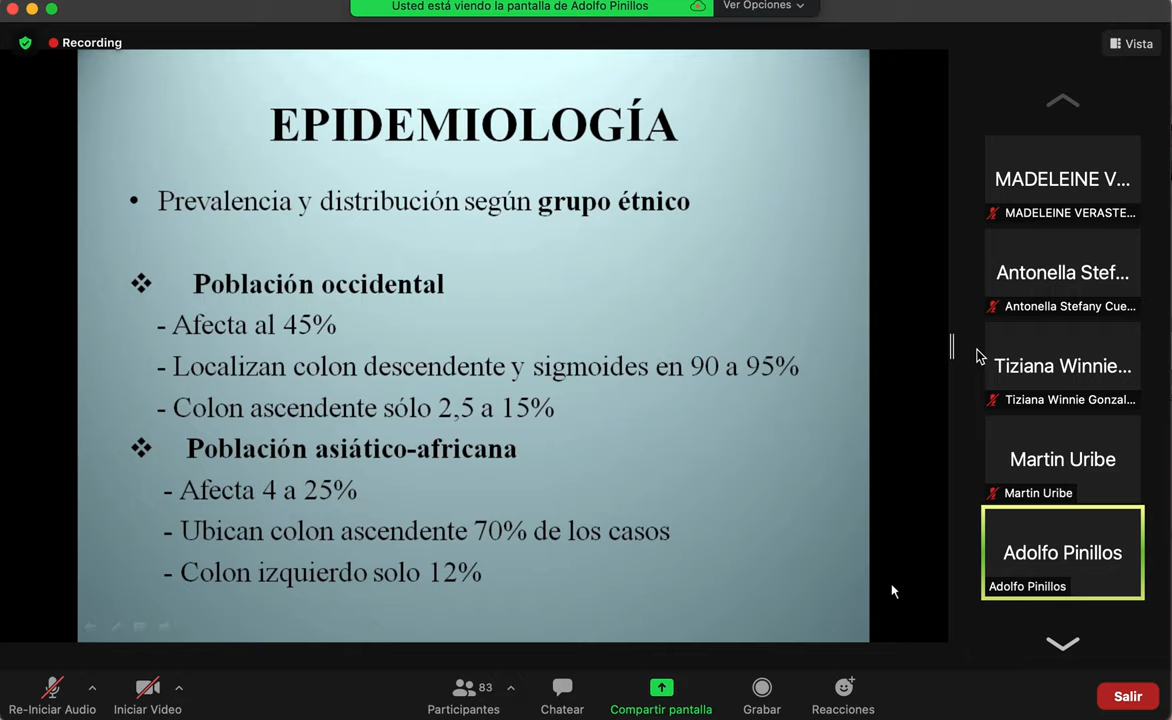 Usted está viendo la pantalla de Adolfo Pinillos
Ver Opciones
Recording
Vista
EPIDEMIOLOGÍA
• Prevalencia y distribución según grupo étnico
❖ Población occidental
- Afecta al 45%
- Localizan colon descendente y sigmoides en 90 a 95%
- Colon ascendente sólo 2,5 a 15%
❖ Población asiático-africana
- Afecta 4 a 25%
- Ubican colon ascendente 70% de los casos
- Colon izquierdo solo 12%
MADELEINE V...
MADELEINE VERASTE...
Antonella Stef...
Antonella Stefany Cue...
Tiziana Winnie...
Tiziana Winnie Gonzal...
Martin Uribe
Martin Uribe
Adolfo Pinillos
Adolfo Pinillos
Re-Iniciar Audio
Iniciar Video
83
Participantes
Chatear
Compartir pantalla
Grabar
Reacciones
Salir